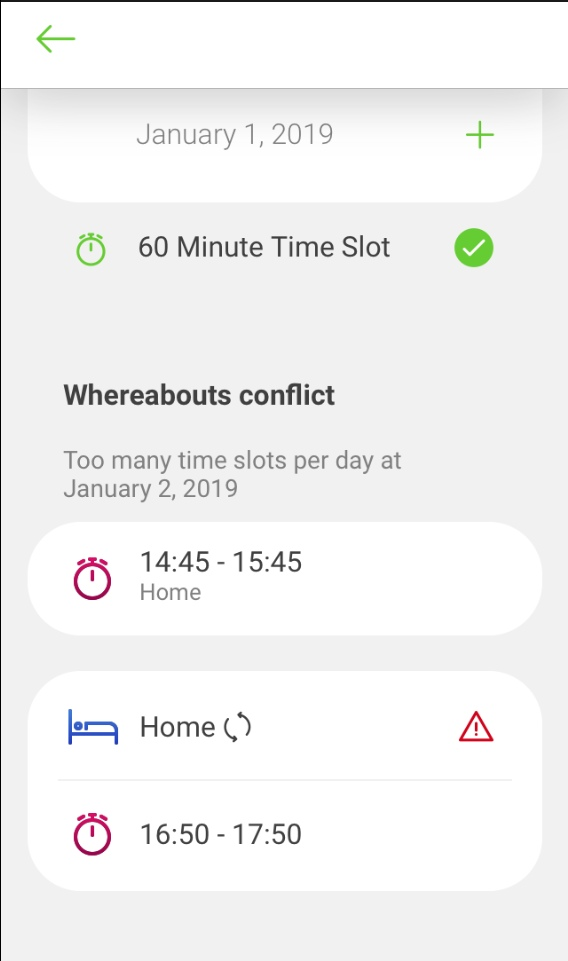 January 1, 2019
60 Minute Time Slot
Whereabouts conflict
Too many time slots per day at
January 2, 2019
14:45 - 15:45
Home
Home
16:50 - 17:50